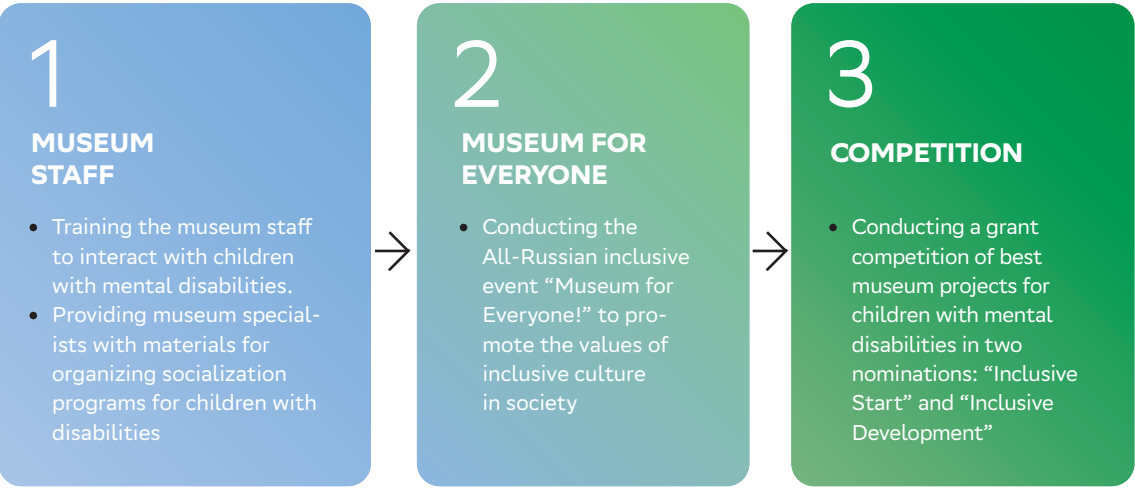 1
MUSEUM
STAFF
• Training the museum staff
to interact with children
with mental disabilities.
• Providing museum special-
ists with materials for
organizing socialization
programs for children with
disabilities
2
MUSEUM FOR
EVERYONE
• Conducting the
All-Russian inclusive
event “Museum for
Everyone!” to pro-
mote the values of
inclusive culture
in society
3
COMPETITION
• Conducting a grant
competition of best
museum projects for
children with mental
disabilities in two
nominations: “Inclusive
Start” and “Inclusive
Development”